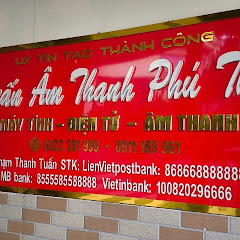 UY TÍN TẠO THÀNH CÔNG
uấn Âm Thanh Phú T
MÁY TÍNH - ĐIỆN TỬ - ÂM THANH
ạm Thanh Tuấn STK: LienVietpostbank: 868668888888
MB bank: 8555585588888 Vietinbank: 100820296666